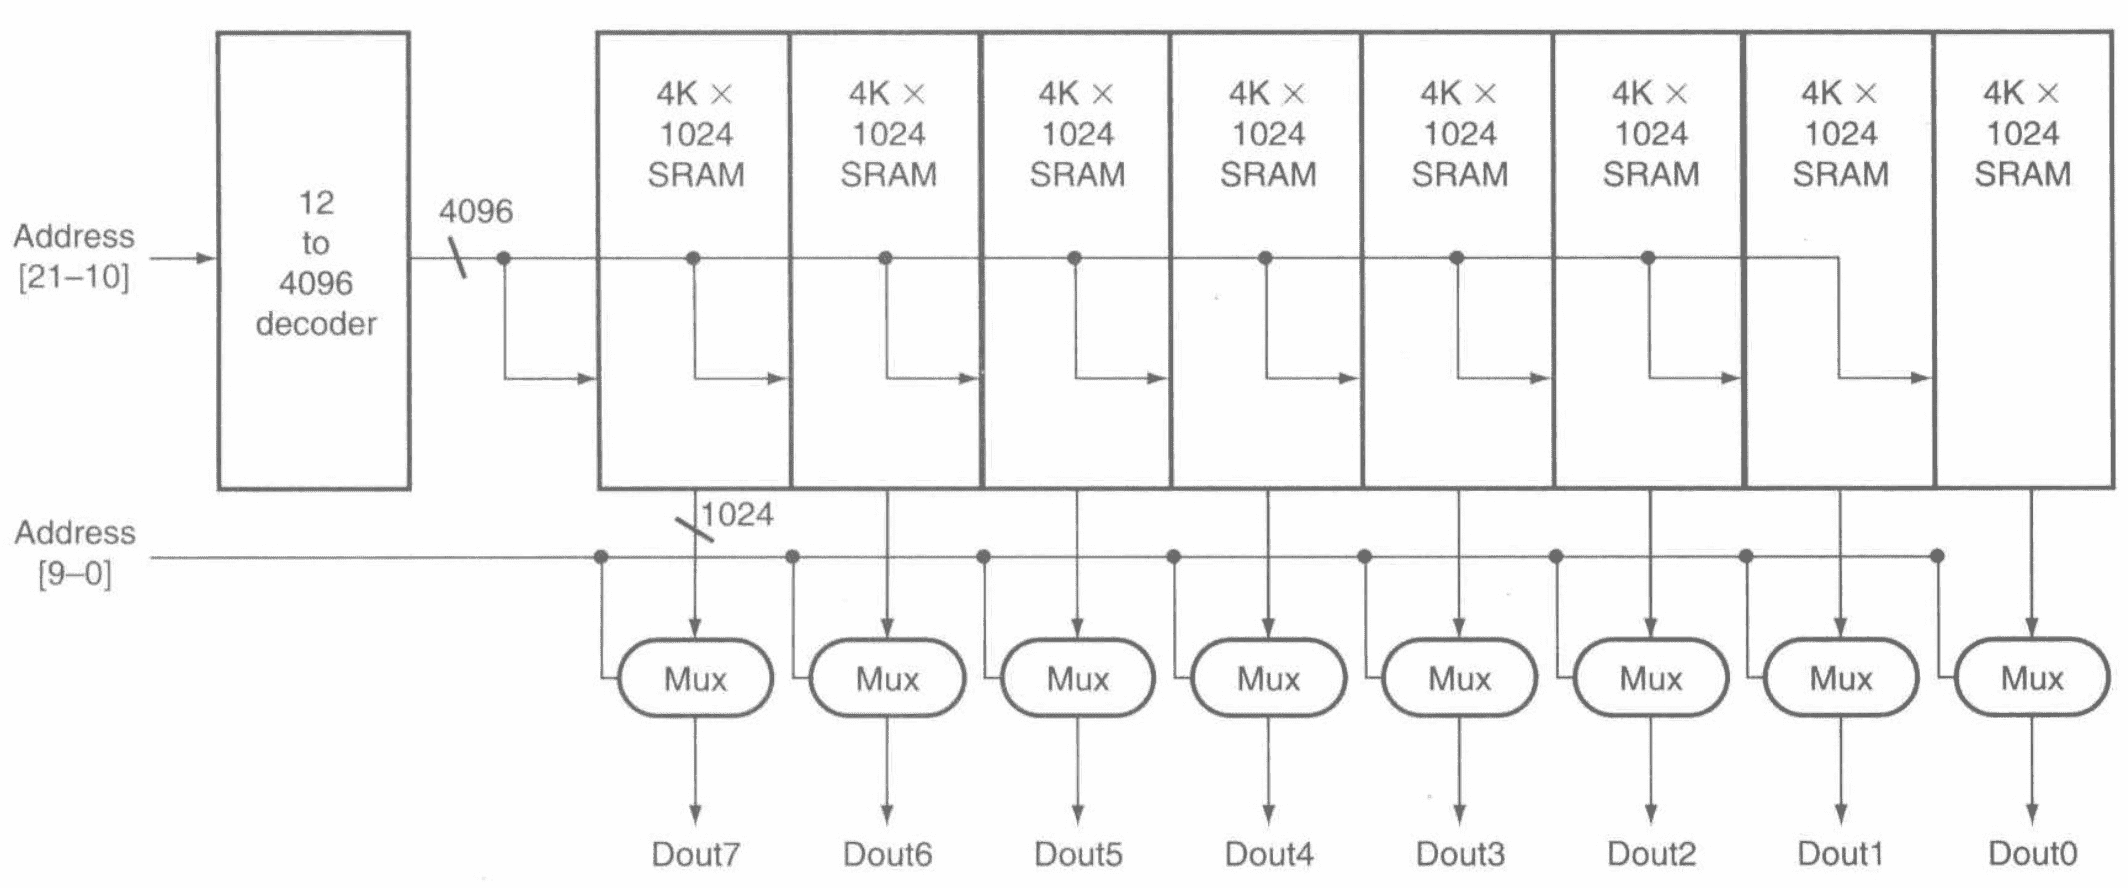 4K ×
1024
SRAM
4K ×
1024
SRAM
4K ×
1024
SRAM
4K ×
1024
SRAM
4K ×
1024
SRAM
4K ×
1024
SRAM
4K ×
1024
SRAM
4K ×
1024
SRAM
12
to
4096
decoder
4096
Address
[21–10]
1024
Address
[9–0]
Mux
Mux
Mux
Mux
Mux
Mux
Mux
Mux
Dout7
Dout6
Dout5
Dout4
Dout3
Dout2
Dout1
Dout0